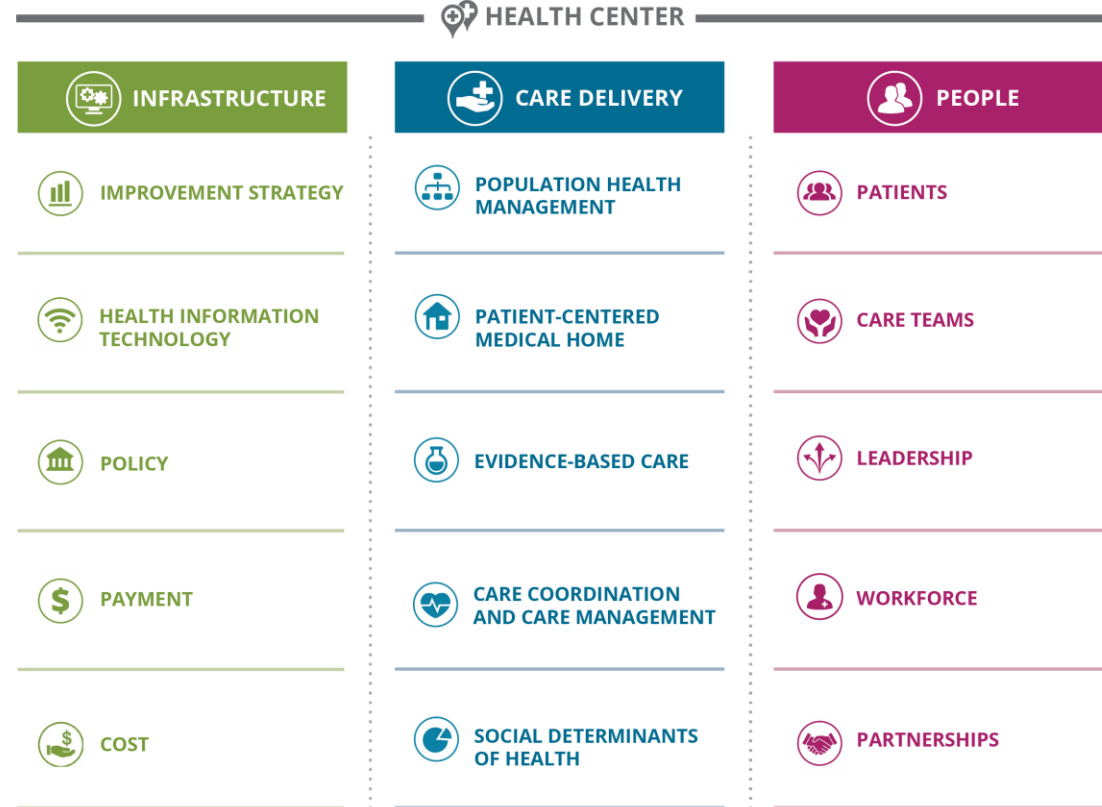 HEALTH CENTER
INFRASTRUCTURE
IMPROVEMENT STRATEGY
HEALTH INFORMATION
TECHNOLOGY
POLICY
$
PAYMENT
$
COST
CARE DELIVERY
POPULATION HEALTH
MANAGEMENT
PATIENT-CENTERED
MEDICAL HOME
EVIDENCE-BASED CARE
CARE COORDINATION
AND CARE MANAGEMENT
SOCIAL DETERMINANTS
OF HEALTH
PEOPLE
PATIENTS
CARE TEAMS
LEADERSHIP
WORKFORCE
PARTNERSHIPS